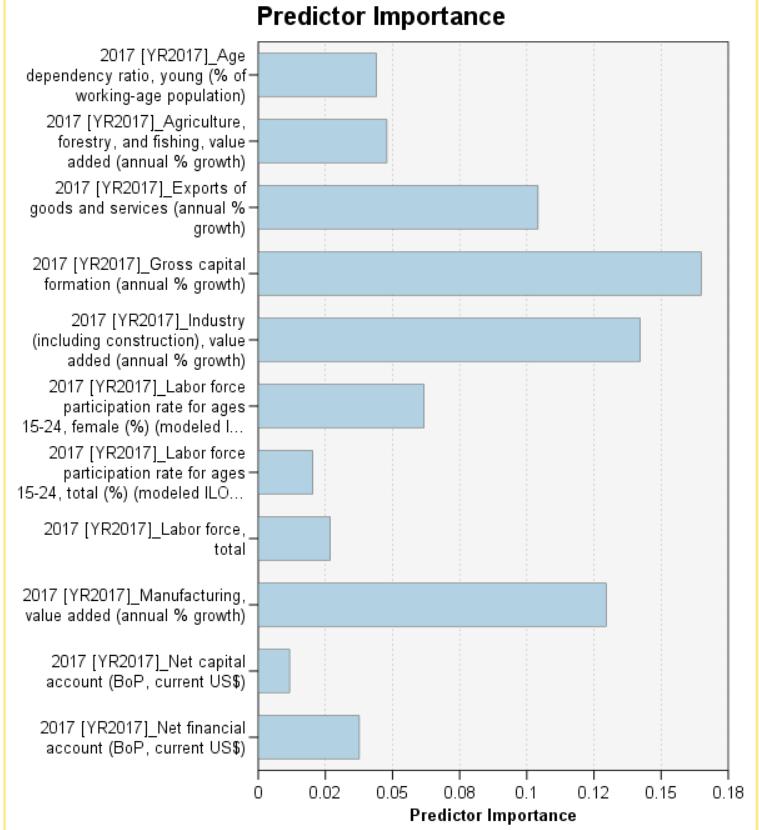 Predictor Importance
2017 [YR2017]_Age
dependency ratio, young (% of
working-age population)
2017 [YR2017]_Agriculture,
forestry, and fishing, value
added (annual % growth)
2017 [YR2017]_Exports of
goods and services (annual %
growth)
2017 [YR2017]_Gross capital
formation (annual % growth)
2017 [YR2017]_Industry
(including construction), value
added (annual % growth)
2017 [YR2017]_Labor force
participation rate for ages
15-24, female (%) (modeled I...
2017 [YR2017]_Labor force
participation rate for ages
15-24, total (%) (modeled ILO...
2017 [YR2017]_Labor force,
total
2017 [YR2017]_Manufacturing,
value added (annual % growth)
2017 [YR2017]_Net capital
account (BoP, current US$)
2017 [YR2017]_Net financial
account (BoP, current US$)
0 0.02 0.05 0.08 0.1 0.12 0.15 0.18
Predictor Importance